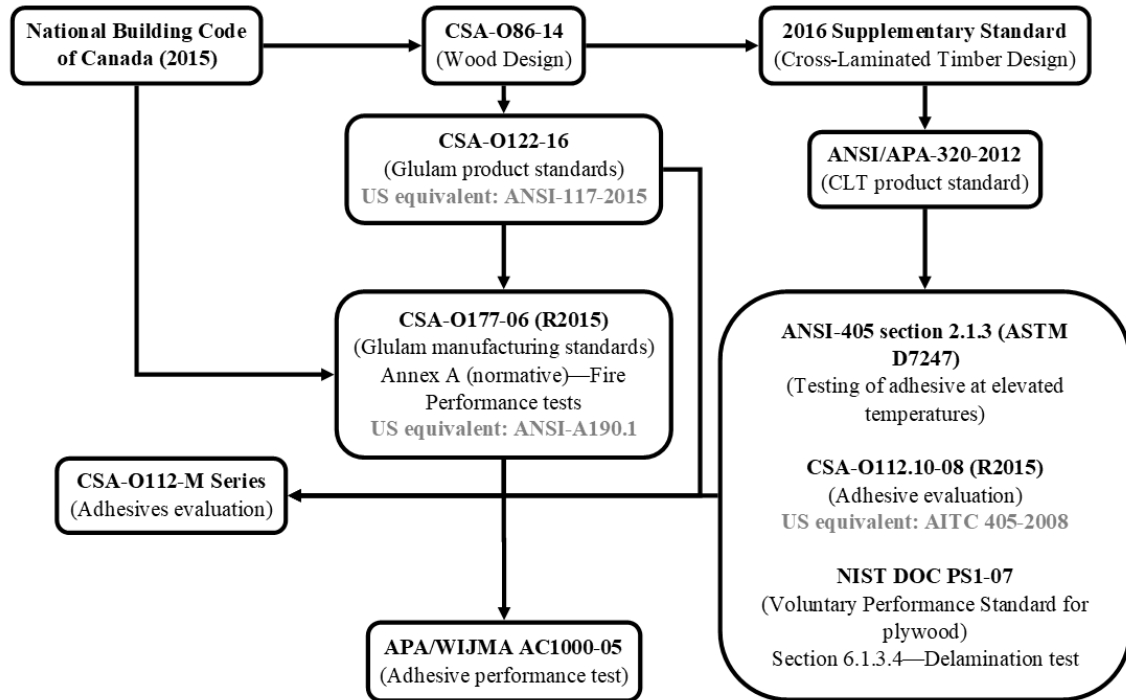 National Building Code
of Canada (2015)
CSA-O86-14
(Wood Design)
2016 Supplementary Standard
(Cross-Laminated Timber Design)
CSA-O122-16
(Glulam product standards)
US equivalent: ANSI-117-2015
ANSI/APA-320-2012
(CLT product standard)
CSA-O177-06 (R2015)
(Glulam manufacturing standards)
Annex A (normative)—Fire
Performance tests
US equivalent: ANSI-A190.1
ANSI-405 section 2.1.3 (ASTM
D7247)
(Testing of adhesive at elevated
temperatures)
CSA-O112.10-08 (R2015)
(Adhesive evaluation)
US equivalent: AITC 405-2008
NIST DOC PS1-07
(Voluntary Performance Standard for
plywood)
Section 6.1.3.4—Delamination test
CSA-O112-M Series
(Adhesives evaluation)
APA/WIJMA AC1000-05
(Adhesive performance test)